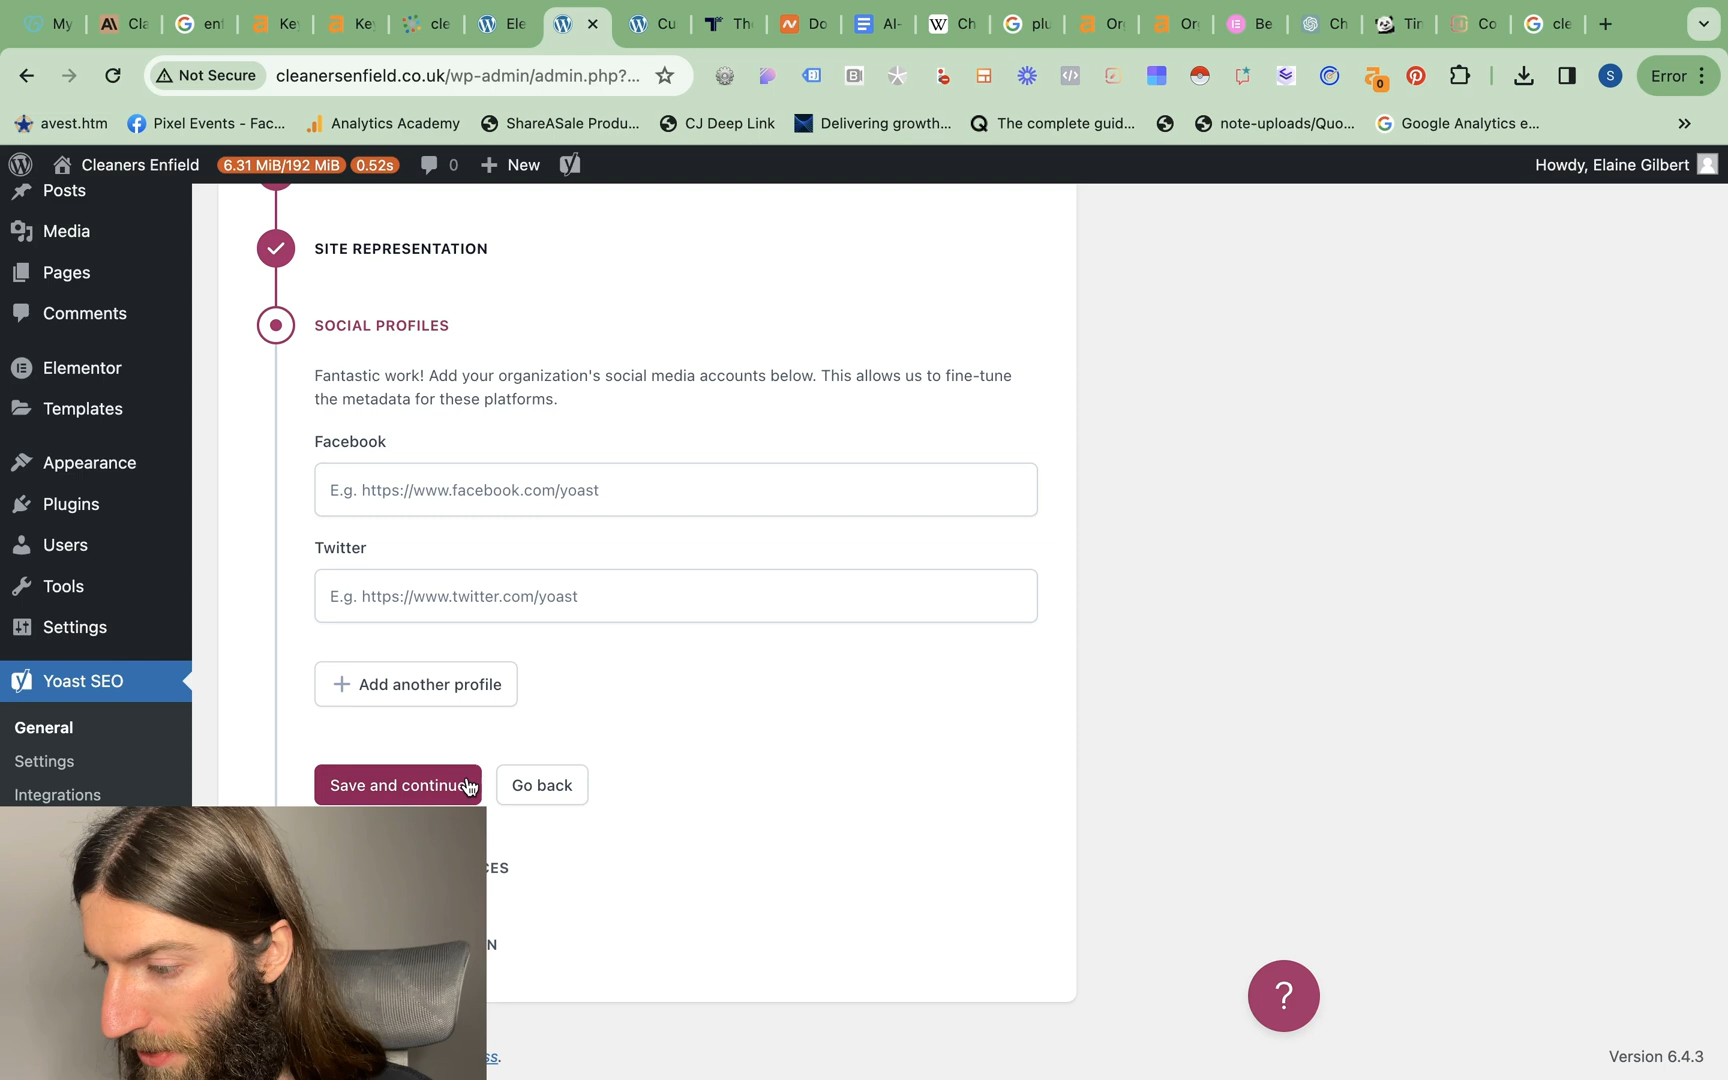 My
Cla
enf
Key
Key
cle
Ele
Cu
Th
Do
AI-
Ch
plu
Or
Or
Be
Ch
Tir
Co
cle
Not Secure
cleanersenfield.co.uk/wp-admin/admin.php?...
0
S
Error
avest.htm
Pixel Events - Fac...
Analytics Academy
ShareASale Produ...
CJ Deep Link
Delivering growth...
The complete guid...
note-uploads/Quo...
Google Analytics e...
Cleaners Enfield
6.31 MiB/192 MiB
0.52s
0
New
Howdy, Elaine Gilbert
Posts
Media
Pages
Comments
Elementor
Templates
Appearance
Plugins
Users
Tools
Settings
Yoast SEO
General
Settings
Integrations
SITE REPRESENTATION
SOCIAL PROFILES
Fantastic work! Add your organization's social media accounts below. This allows us to fine-tune
the metadata for these platforms.
Facebook
E.g. https://www.facebook.com/yoast
Twitter
E.g. https://www.twitter.com/yoast
Add another profile
Save and continue
Go back
CES
N
ss.
?
Version 6.4.3